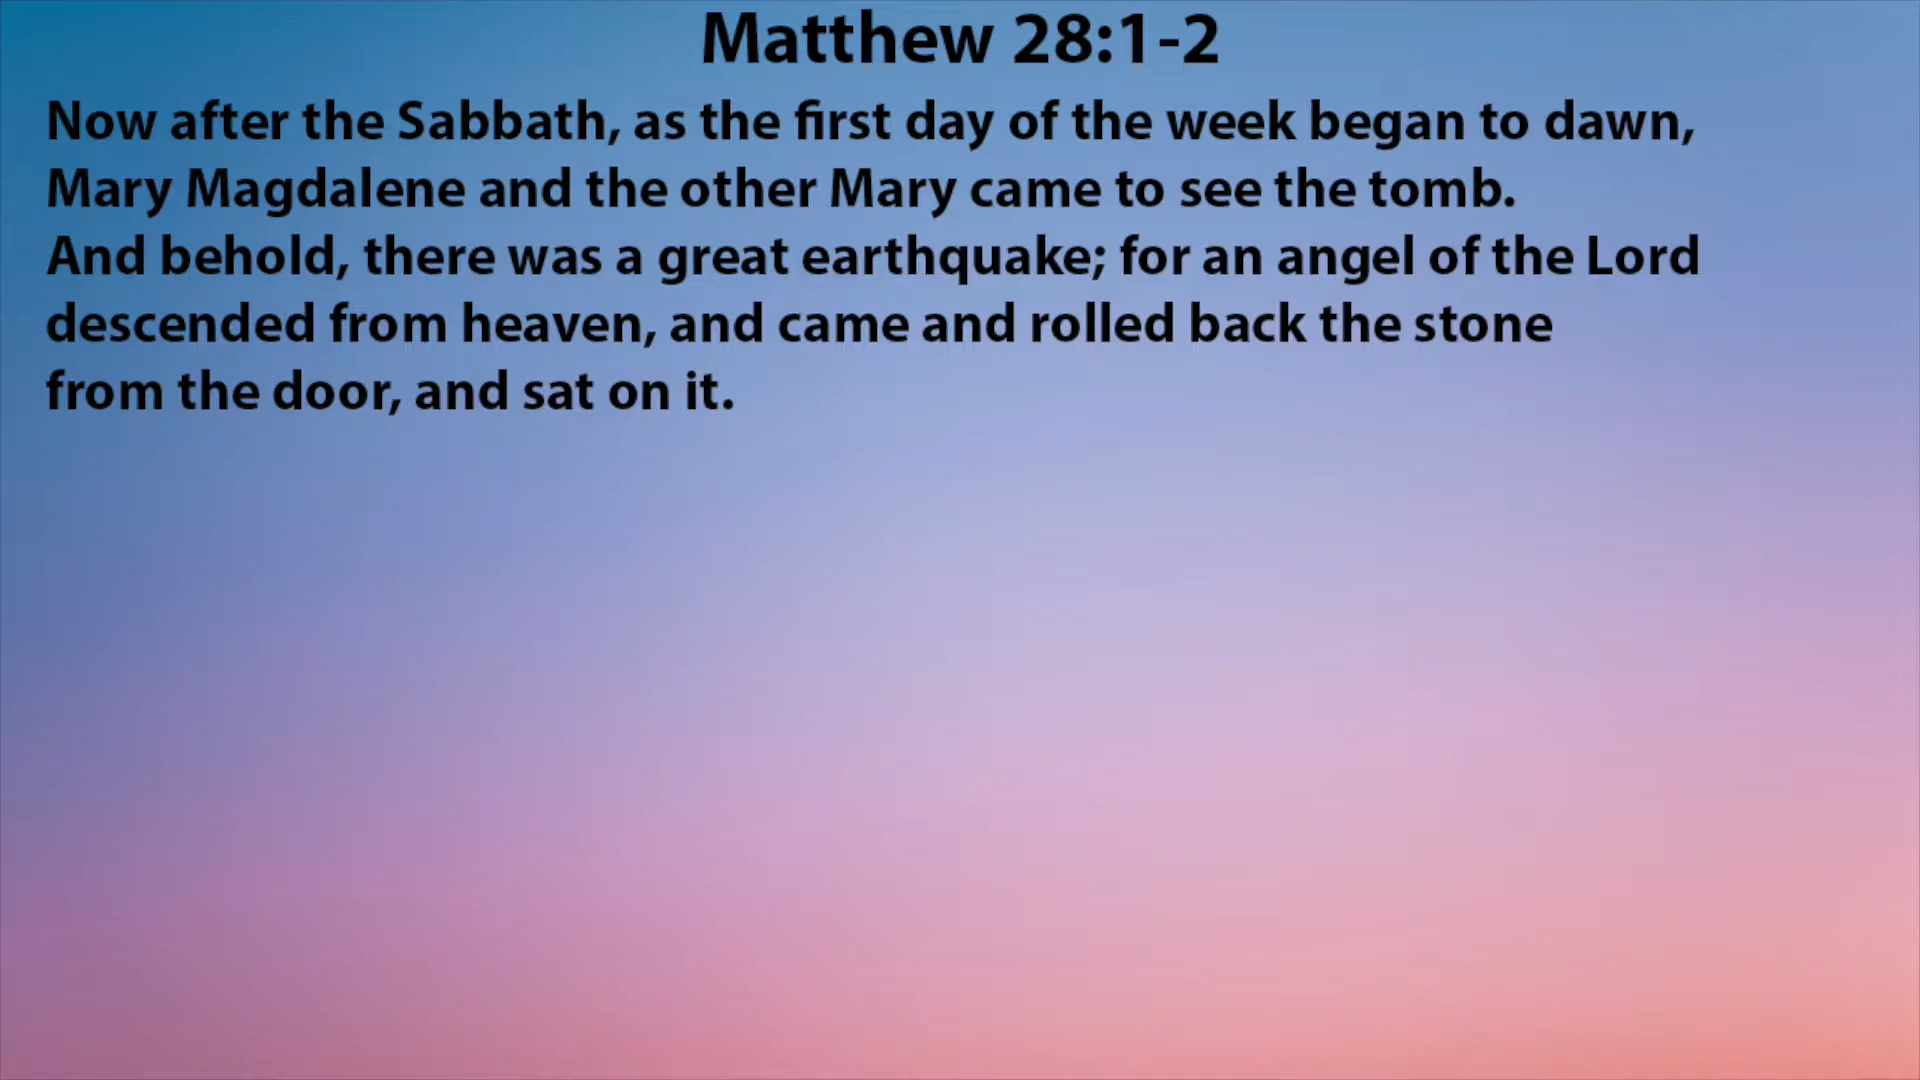 Matthew 28:1-2
Now after the Sabbath, as the first day of the week began to dawn,
Mary Magdalene and the other Mary came to see the tomb.
And behold, there was a great earthquake; for an angel of the Lord
descended from heaven, and came and rolled back the stone
from the door, and sat on it.